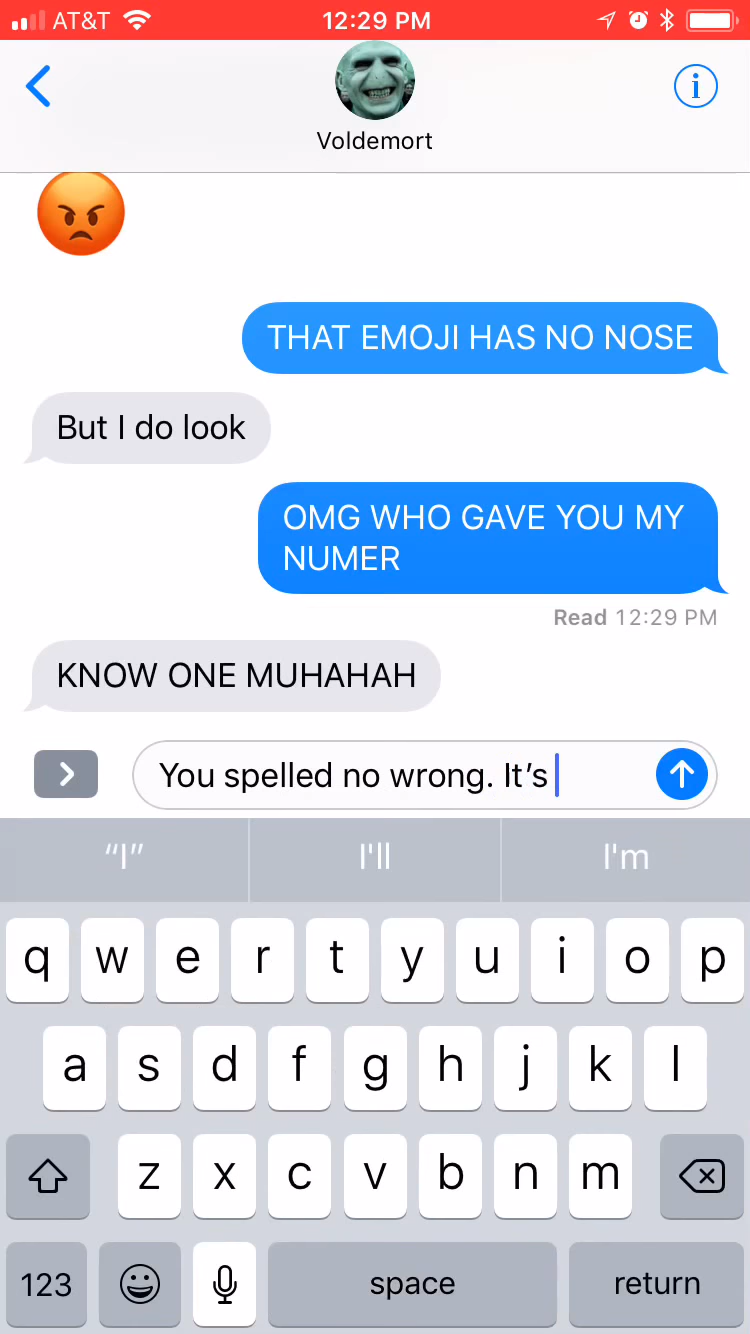 AT&T 12:29 PM
Voldemort
THAT EMOJI HAS NO NOSE
But I do look
OMG WHO GAVE YOU MY
NUMER
Read 12:29 PM
KNOW ONE MUHAHAH
You spelled no wrong. It’s
“I” I'll I'm
q w e r t y u i o p
a s d f g h j k l
z x c v b n m
123 space return